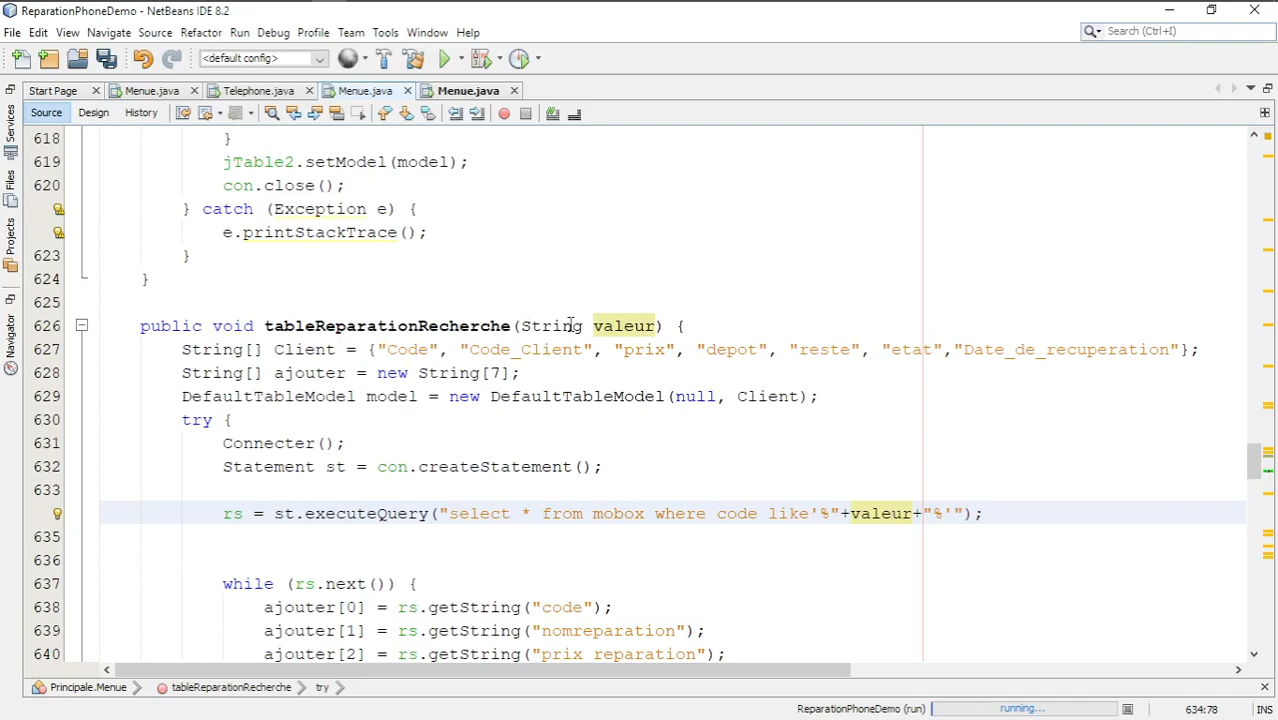 ReparationPhoneDemo - NetBeans IDE 8.2
File Edit View Navigate Source Refactor Run Debug Profile Team Tools Window Help
Search (Ctrl+I)
<default config>
Start Page Menue.java Telephone.java Menue.java Menue.java
Source Design History
Services
Files
Projects
Navigator
618 }
619 jTable2.setModel(model);
620 con.close();
} catch (Exception e) {
e.printStackTrace();
623 }
624 }
625
626 public void tableReparationRecherche(String valeur) {
627 String[] Client = {"Code", "Code_Client", "prix", "depot", "reste", "etat","Date_de_recuperation"};
628 String[] ajouter = new String[7];
629 DefaultTableModel model = new DefaultTableModel(null, Client);
630 try {
631 Connecter();
632 Statement st = con.createStatement();
633
rs = st.executeQuery("select * from mobox where code like'%"+valeur+"%'");
635
636
637 while (rs.next()) {
638 ajouter[0] = rs.getString("code");
639 ajouter[1] = rs.getString("nomreparation");
640 ajouter[2] = rs.getString("prix reparation");
Principale.Menue tableReparationRecherche try
ReparationPhoneDemo (run) running... 634:78 INS